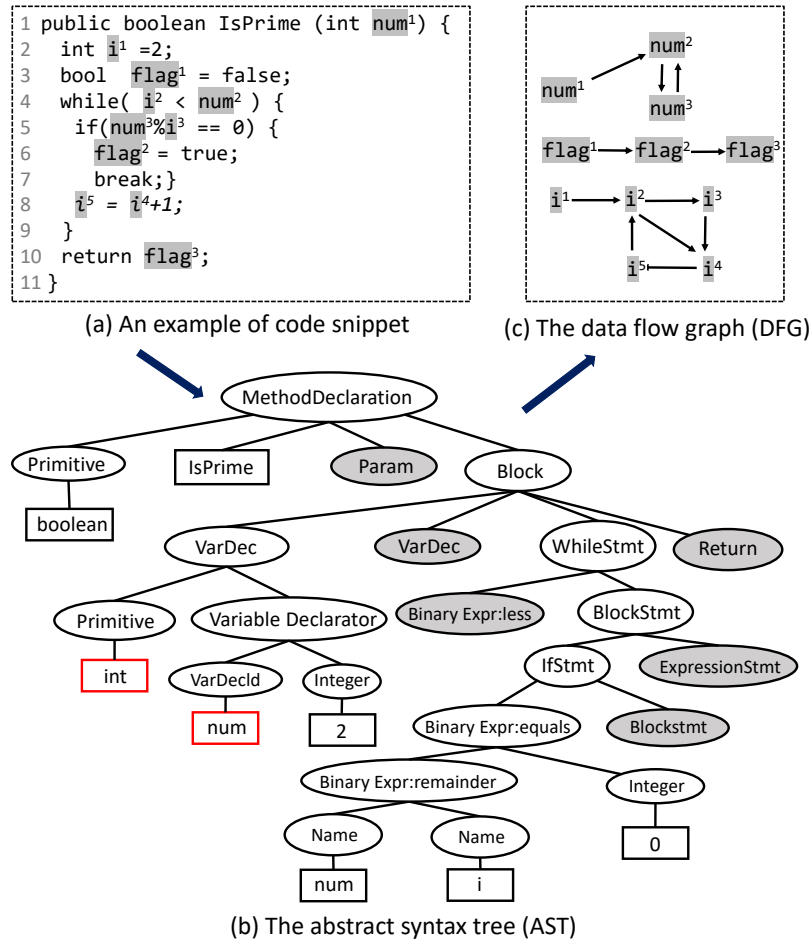 1 public boolean IsPrime (int num¹) {
2 int i¹ =2;
3 bool flag¹ = false;
4 while( i² < num² ) {
5 if(num³%i³ == 0) {
6 flag² = true;
7 break;}
8 i⁵ = i⁴+1;
9 }
10 return flag³;
11 }
(a) An example of code snippet
num²
num¹
num³
flag¹ flag² flag³
i¹ i² i³
i⁵ i⁴
(c) The data flow graph (DFG)
MethodDeclaration
Primitive IsPrime Param Block
boolean
VarDec VarDec WhileStmt Return
Primitive Variable Declarator Binary Expr:less BlockStmt
int VarDecId Integer IfStmt ExpressionStmt
num 2 Binary Expr:equals Blockstmt
Binary Expr:remainder Integer
Name Name 0
num i
(b) The abstract syntax tree (AST)